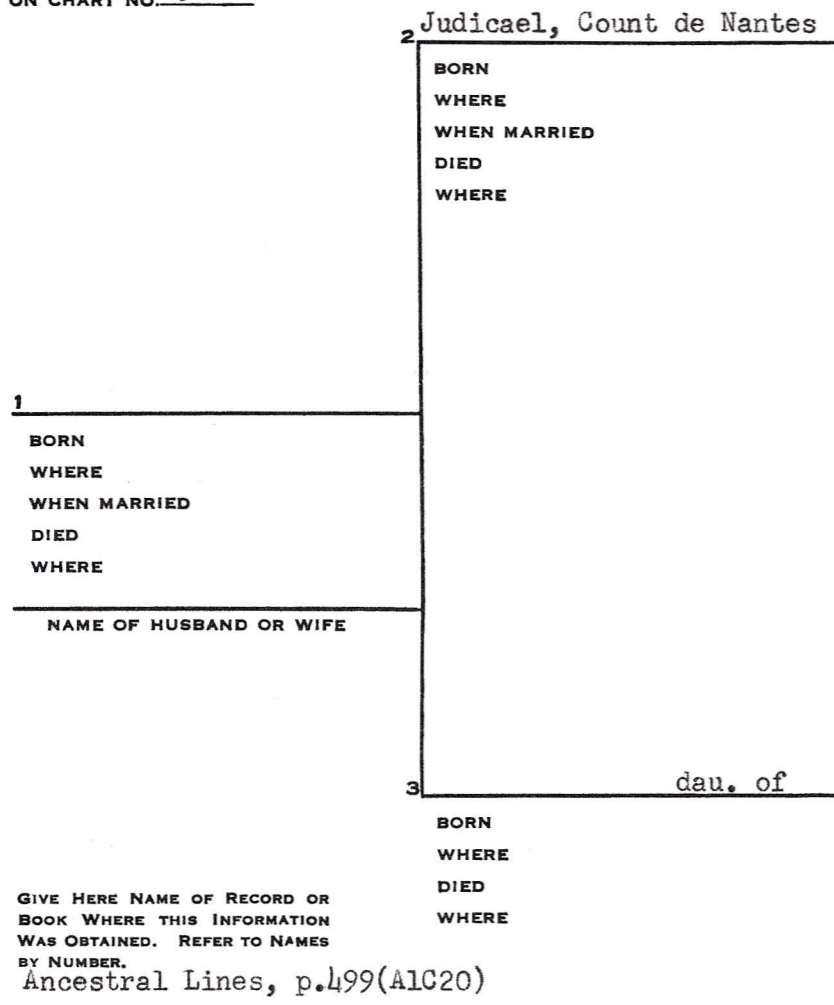 ON CHART NO.
2 Judicael, Count de Nantes
BORN
WHERE
WHEN MARRIED
DIED
WHERE
1
BORN
WHERE
WHEN MARRIED
DIED
WHERE
NAME OF HUSBAND OR WIFE
3 dau. of
BORN
WHERE
DIED
WHERE
GIVE HERE NAME OF RECORD OR
BOOK WHERE THIS INFORMATION
WAS OBTAINED. REFER TO NAMES
BY NUMBER.
Ancestral Lines, p.499(A1C20)